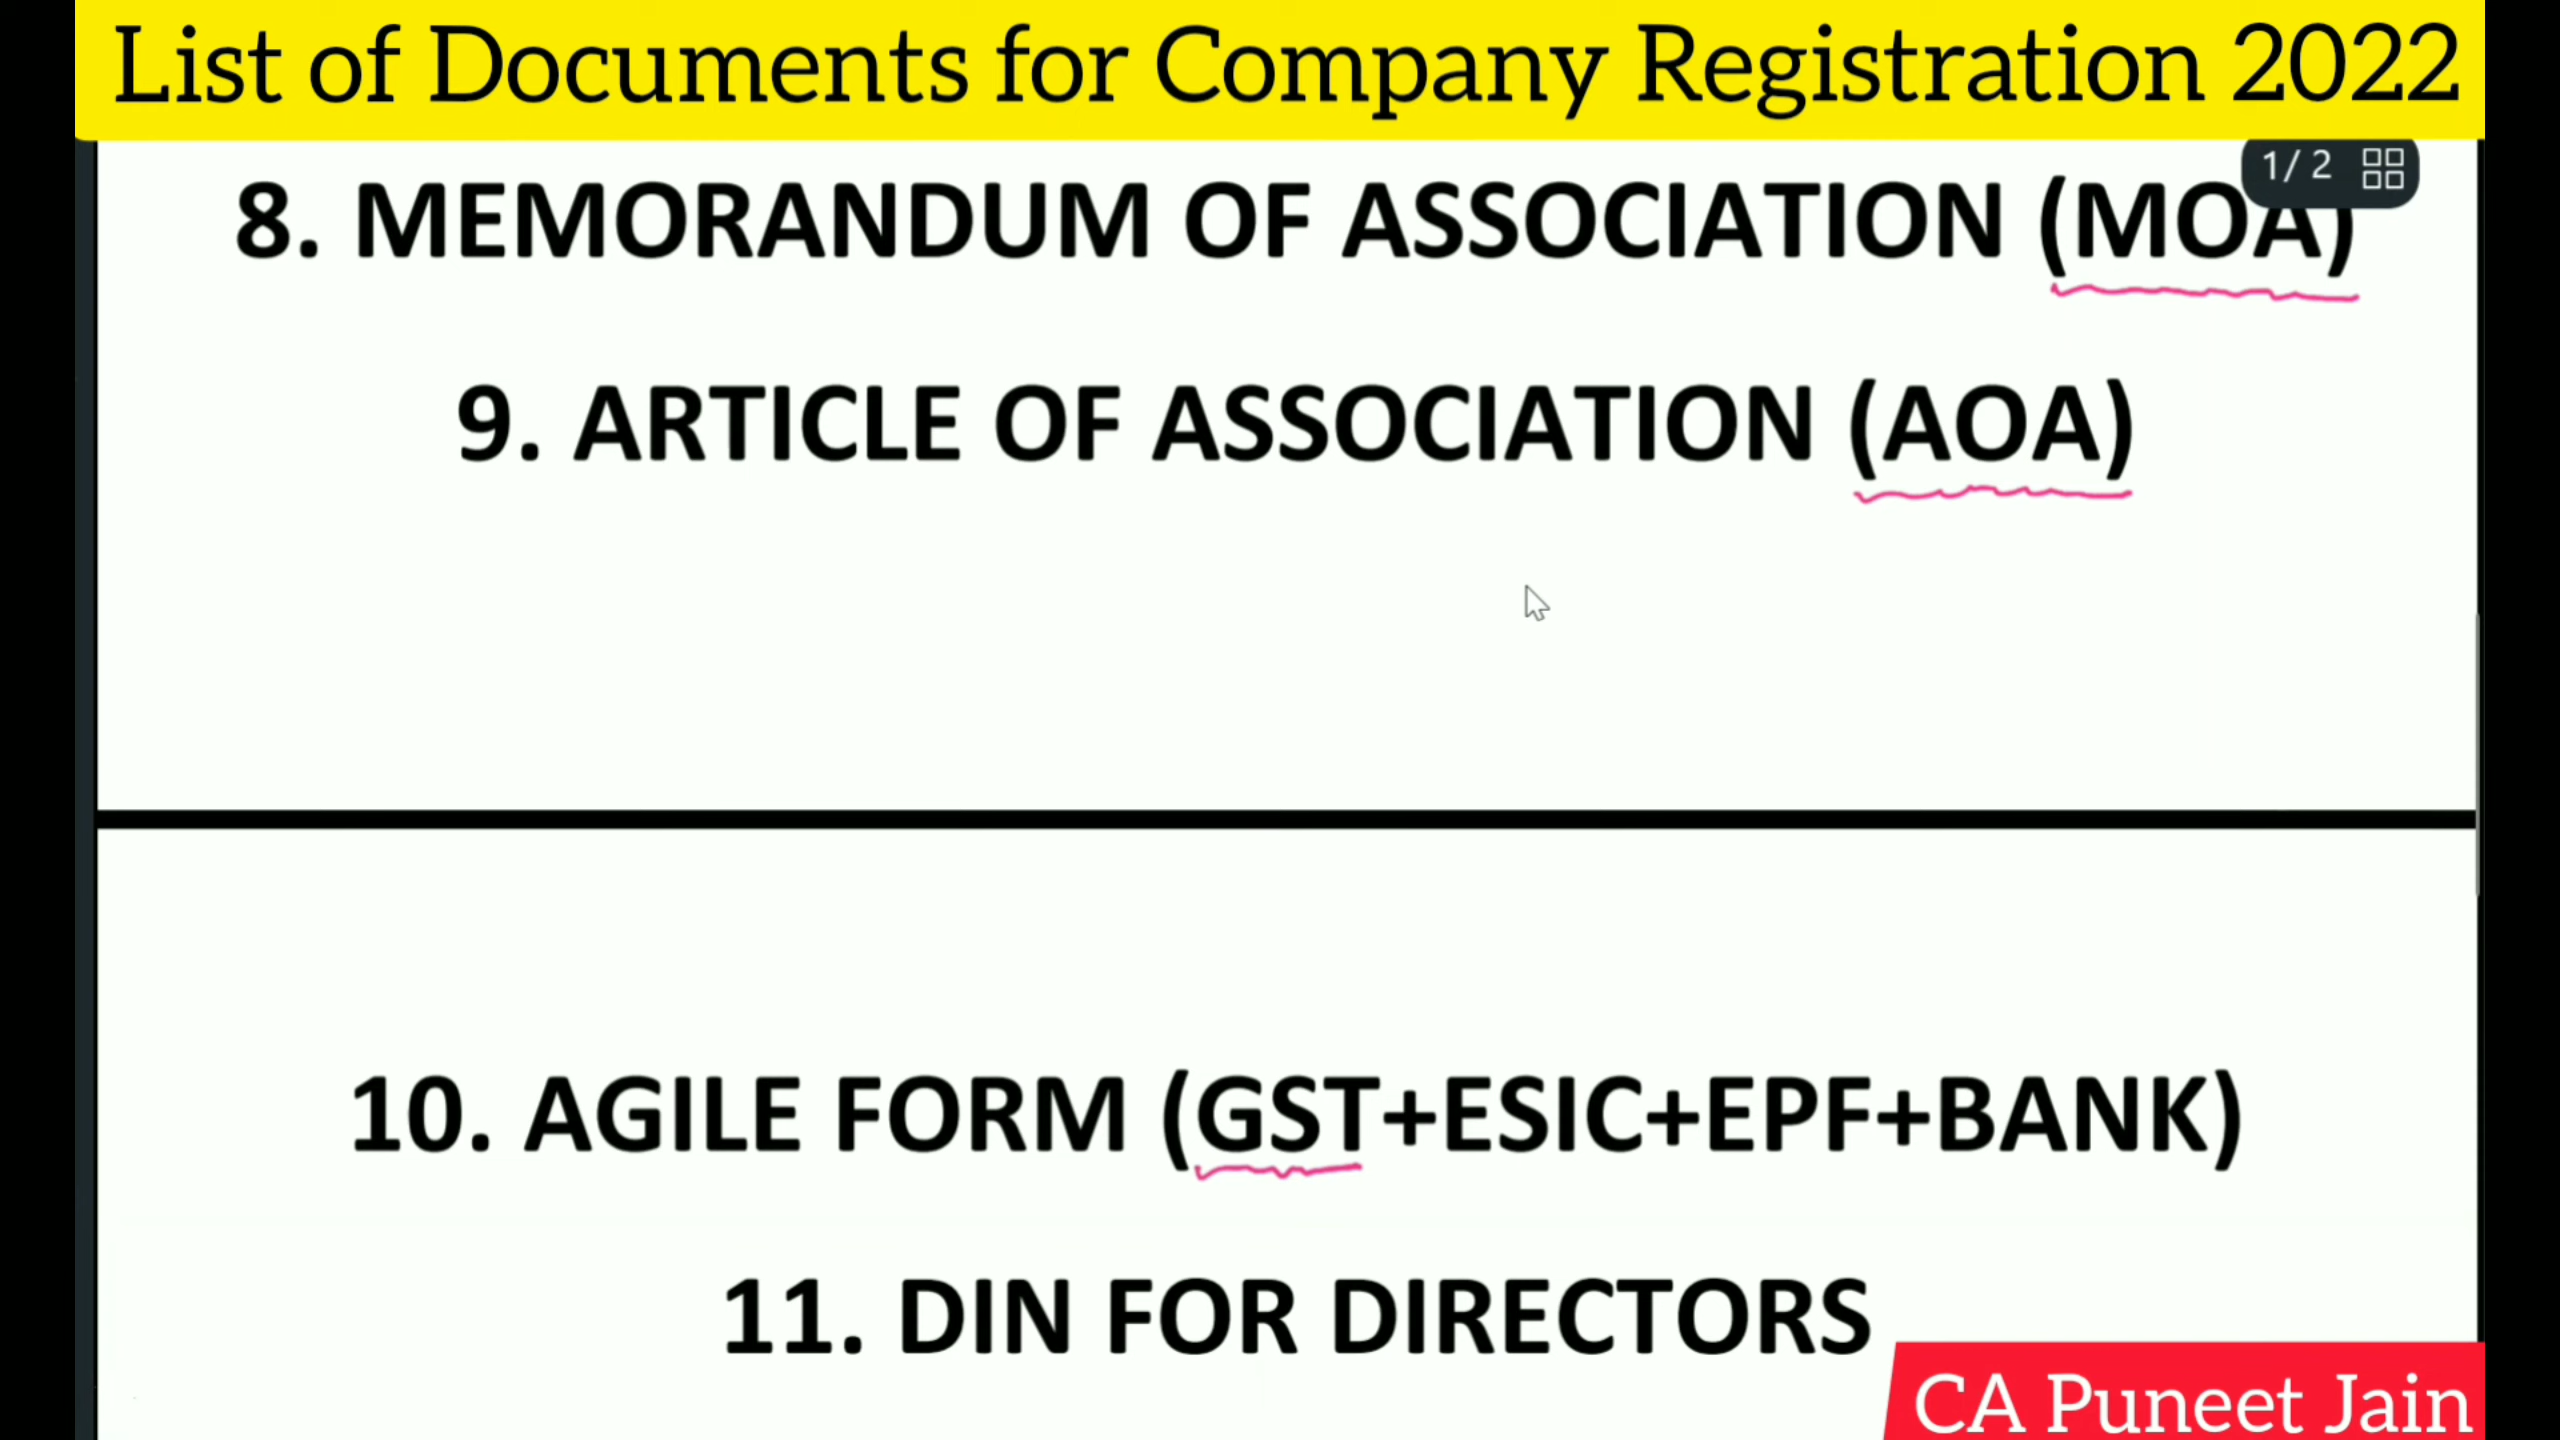 List of Documents for Company Registration 2022
1/ 2
8. MEMORANDUM OF ASSOCIATION (MOA)
9. ARTICLE OF ASSOCIATION (AOA)
10. AGILE FORM (GST+ESIC+EPF+BANK)
11. DIN FOR DIRECTORS
CA Puneet Jain